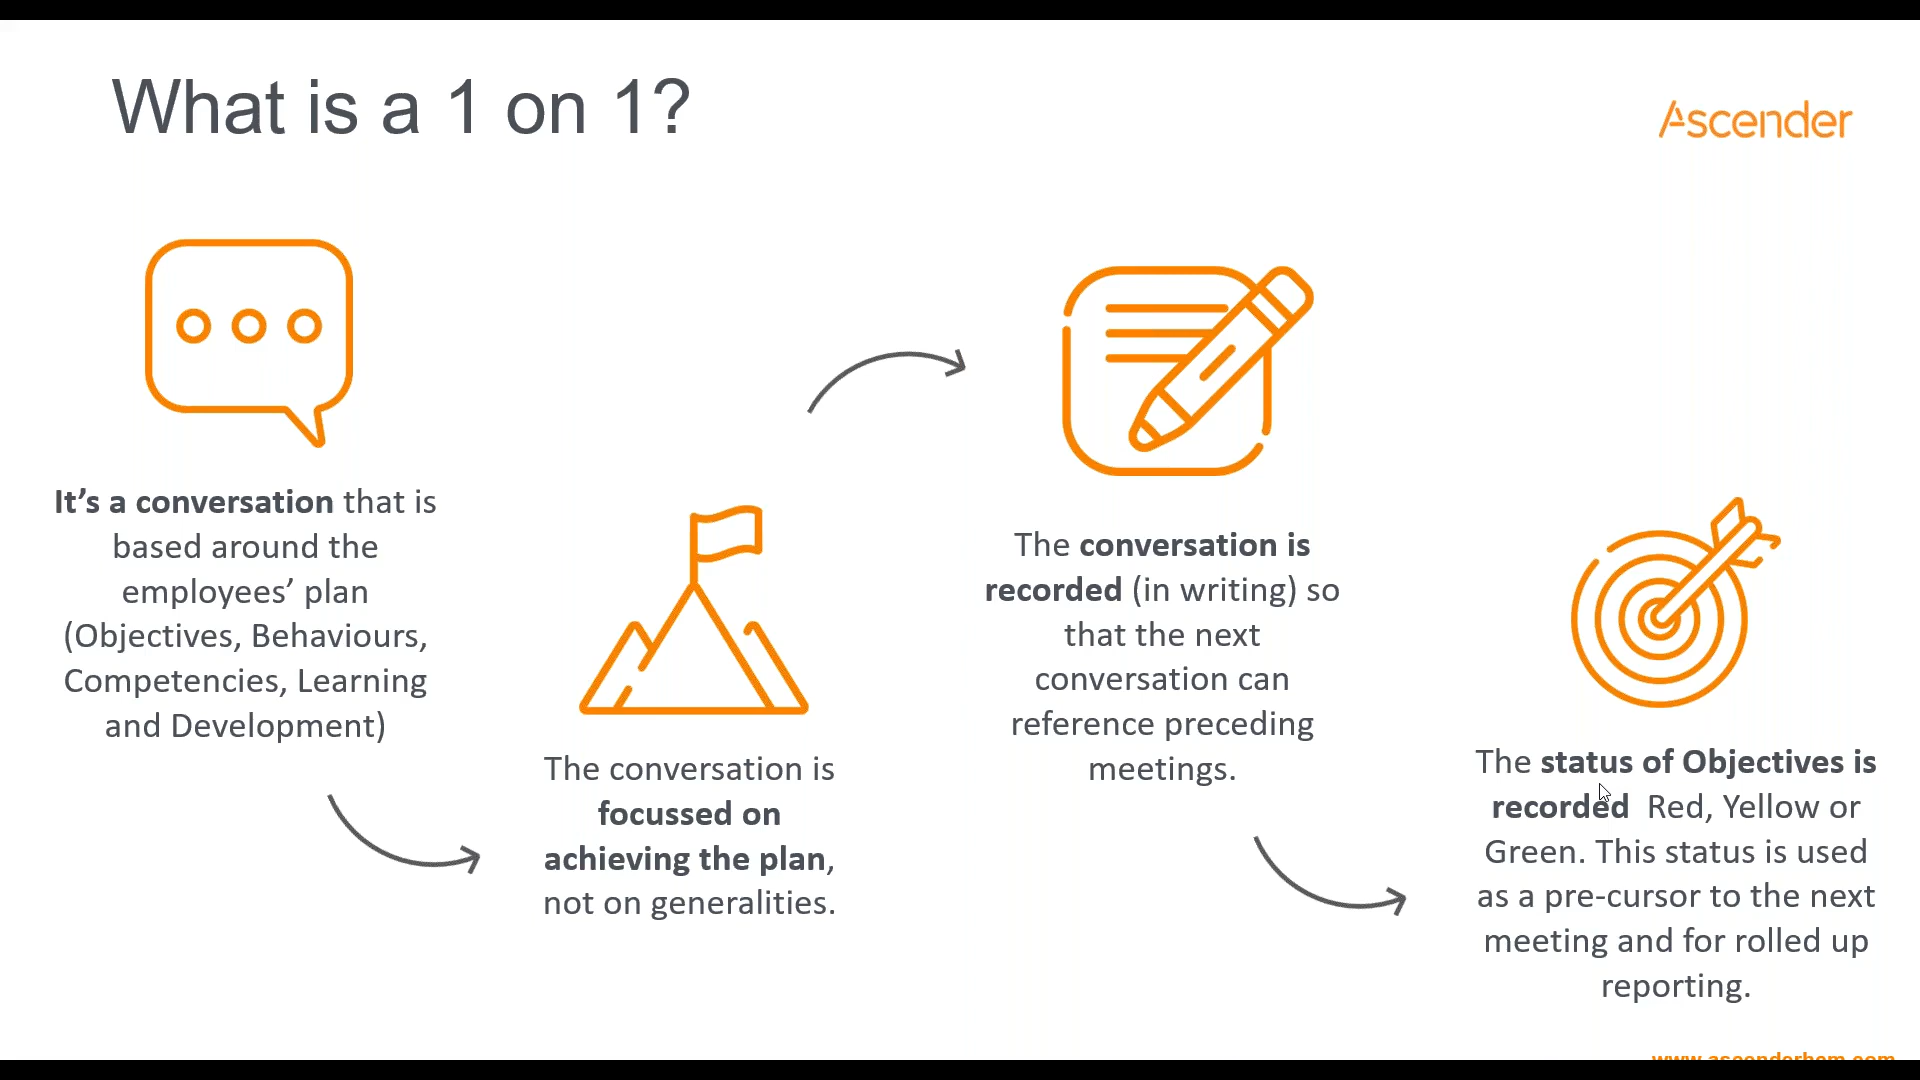 What is a 1 on 1?
Ascender
It’s a conversation that is
based around the
employees’ plan
(Objectives, Behaviours,
Competencies, Learning
and Development)
The conversation is
focussed on
achieving the plan,
not on generalities.
The conversation is
recorded (in writing) so
that the next
conversation can
reference preceding
meetings.
The status of Objectives is
recorded  Red, Yellow or
Green. This status is used
as a pre-cursor to the next
meeting and for rolled up
reporting.
www.ascenderhcm.com